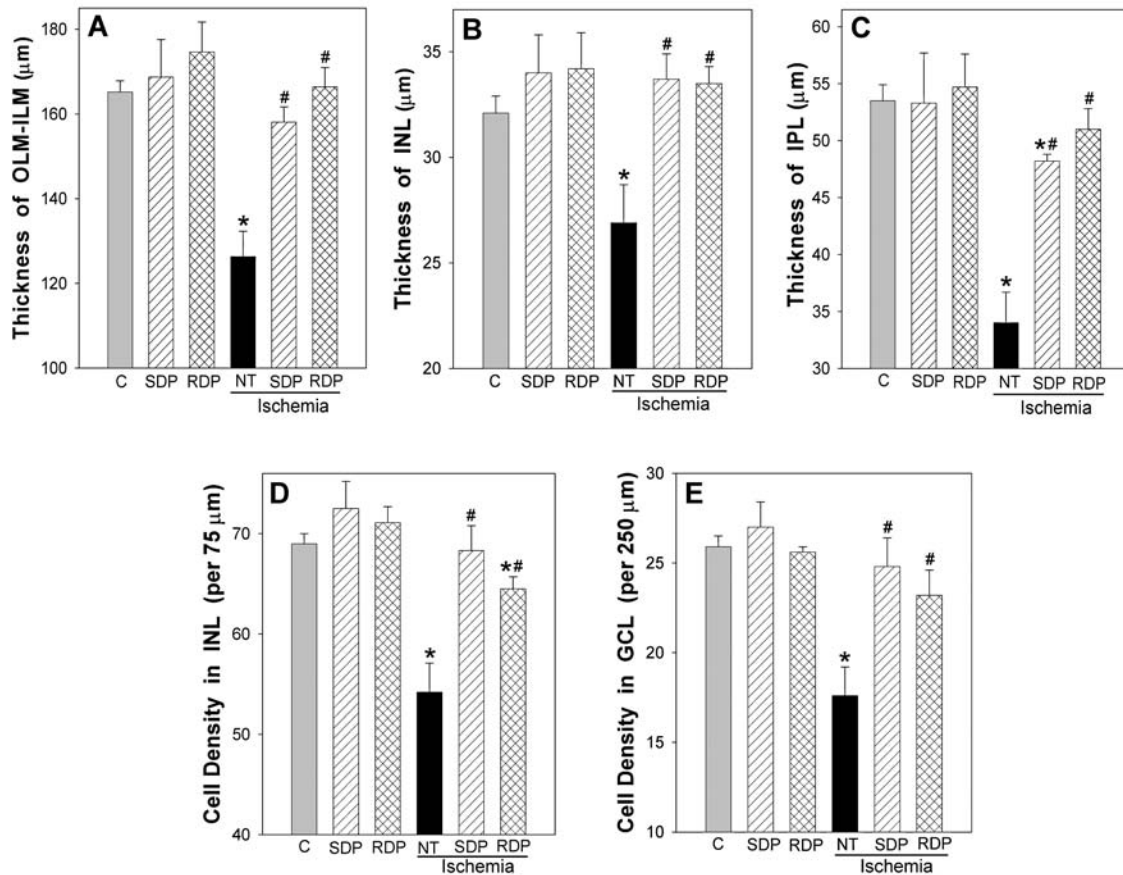 A
Thickness of OLM-ILM (μm)
180
160
140
120
100
*
#
#
C SDP RDP NT SDP RDP
Ischemia
B
Thickness of INL (μm)
35
30
25
20
*
#
#
C SDP RDP NT SDP RDP
Ischemia
C
Thickness of IPL (μm)
60
55
50
45
40
35
30
*
*#
#
C SDP RDP NT SDP RDP
Ischemia
D
Cell Density in INL (per 75 μm)
70
60
50
40
*
#
*#
C SDP RDP NT SDP RDP
Ischemia
E
Cell Density in GCL (per 250 μm)
30
25
20
15
10
*
#
#
C SDP RDP NT SDP RDP
Ischemia